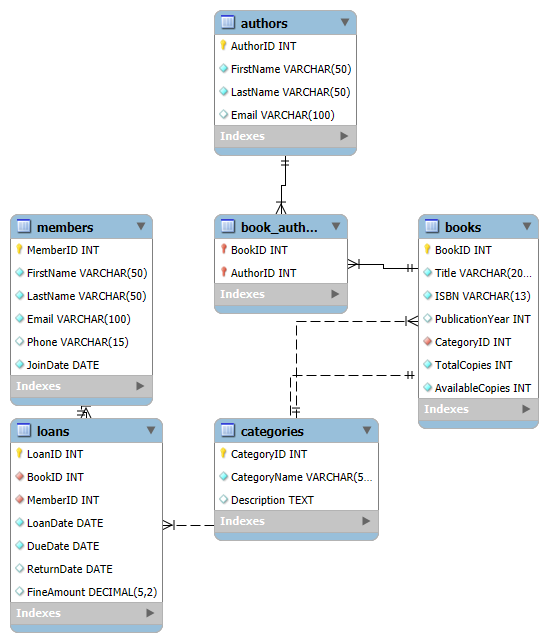 authors
AuthorID INT
FirstName VARCHAR(50)
LastName VARCHAR(50)
Email VARCHAR(100)
Indexes
members
MemberID INT
FirstName VARCHAR(50)
LastName VARCHAR(50)
Email VARCHAR(100)
Phone VARCHAR(15)
JoinDate DATE
Indexes
book_auth...
BookID INT
AuthorID INT
Indexes
books
BookID INT
Title VARCHAR(20...
ISBN VARCHAR(13)
PublicationYear INT
CategoryID INT
TotalCopies INT
AvailableCopies INT
Indexes
loans
LoanID INT
BookID INT
MemberID INT
LoanDate DATE
DueDate DATE
ReturnDate DATE
FineAmount DECIMAL(5,2)
Indexes
categories
CategoryID INT
CategoryName VARCHAR(5...
Description TEXT
Indexes